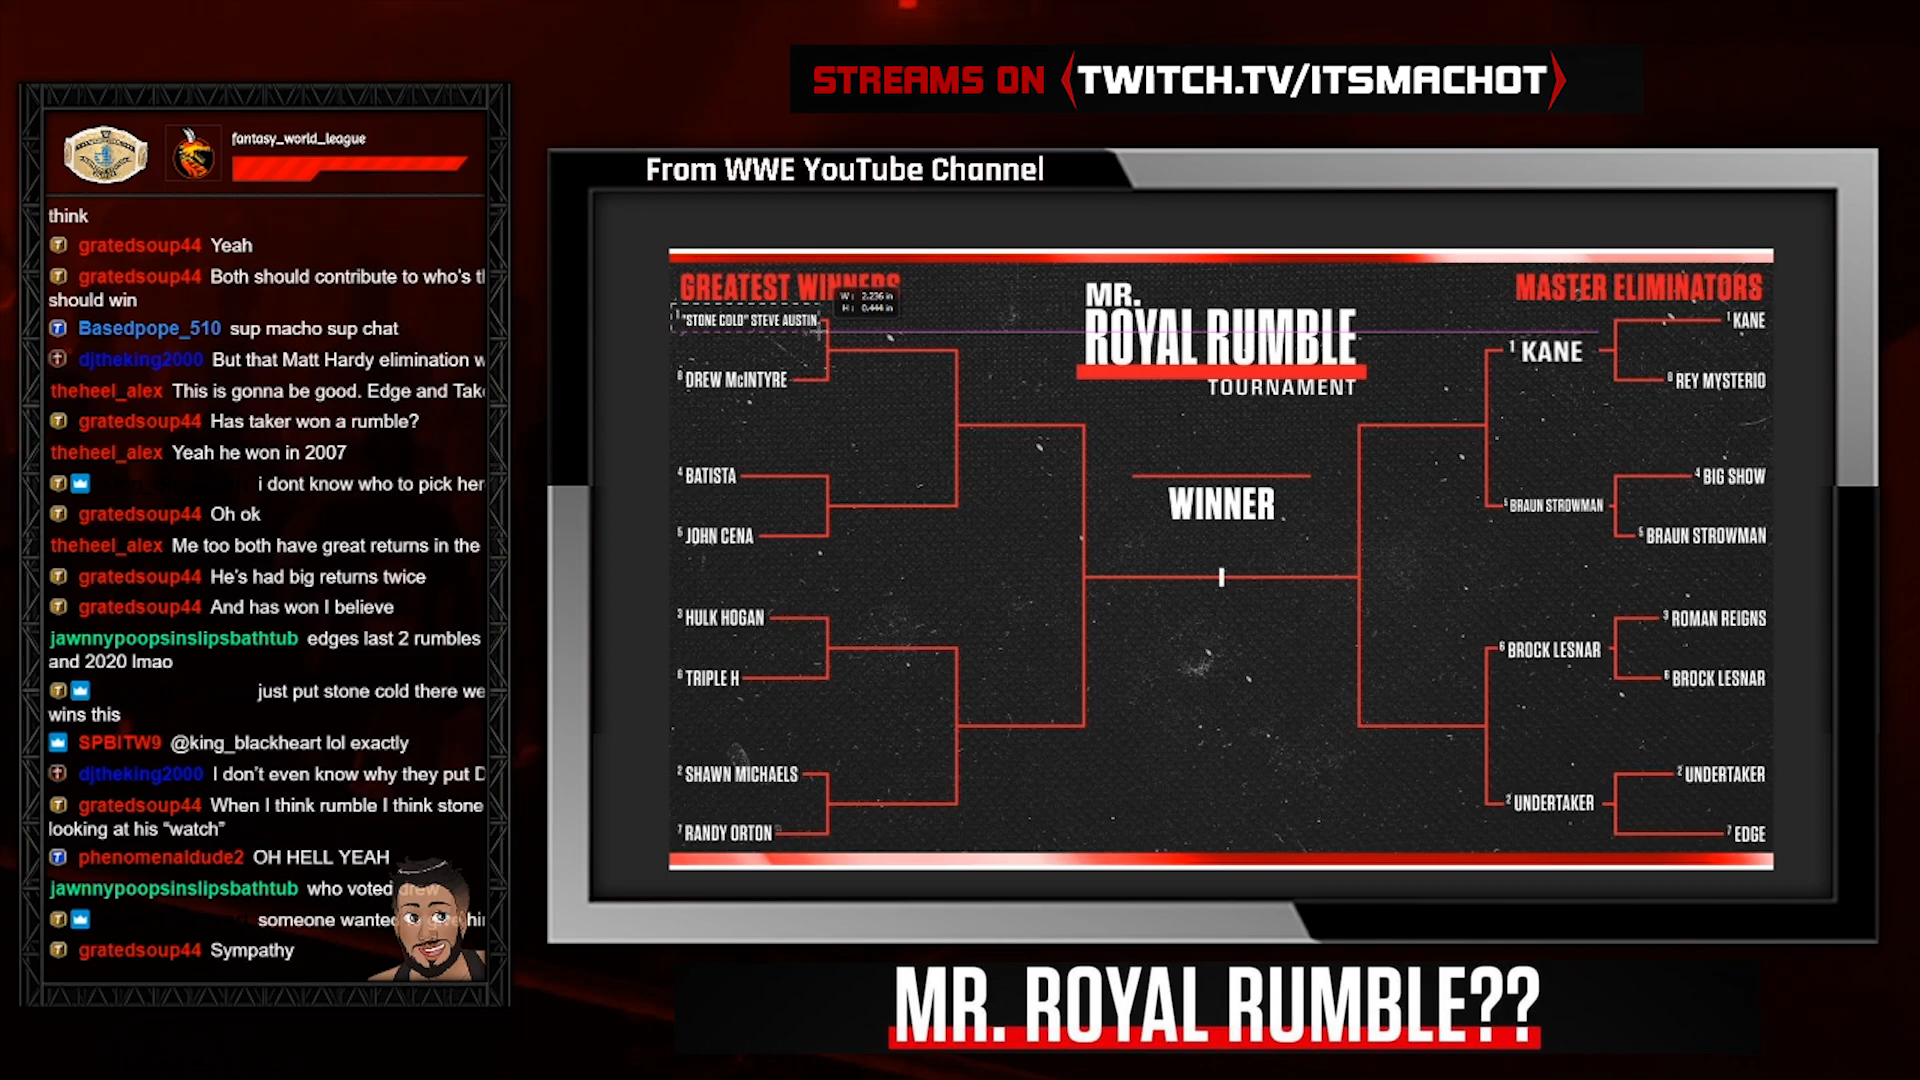 STREAMS ON <TWITCH.TV/ITSMACHOT>
fantasy_world_league
think
gratedsoup44 Yeah
gratedsoup44 Both should contribute to who's
should win
Basedpope_510 sup macho sup chat
djtheking2000 But that Matt Hardy elimination
theheel_alex This is gonna be good. Edge and
gratedsoup44 Has taker won a rumble?
theheel_alex Yeah he won in 2007
i dont know who to pick
gratedsoup44 Oh ok
theheel_alex Me too both have great returns in the
gratedsoup44 He's had big returns twice
gratedsoup44 And has won I believe
jawnnypoopsinslipsbathtub edges last 2 rumbles
and 2020 lmao
just put stone cold there
wins this
SPBITW9 @king_blackheart lol exactly
djtheking2000 I don't even know why they put
gratedsoup44 When I think rumble I think stone
looking at his "watch"
phenomenaldude2 OH HELL YEAH
jawnnypoopsinslipsbathtub who voted drew
someone wanted
gratedsoup44 Sympathy
From WWE YouTube Channel
GREATEST WINNERS
W: 2.236 in
H: 0.444 in
1 "STONE COLD" STEVE AUSTIN
8 DREW McINTYRE
4 BATISTA
5 JOHN CENA
3 HULK HOGAN
6 TRIPLE H
2 SHAWN MICHAELS
7 RANDY ORTON
MR.
ROYAL RUMBLE
TOURNAMENT
WINNER
MASTER ELIMINATORS
1 KANE
1 KANE
8 REY MYSTERIO
4 BIG SHOW
5 BRAUN STROWMAN
5 BRAUN STROWMAN
3 ROMAN REIGNS
6 BROCK LESNAR
6 BROCK LESNAR
2 UNDERTAKER
2 UNDERTAKER
7 EDGE
MR. ROYAL RUMBLE??